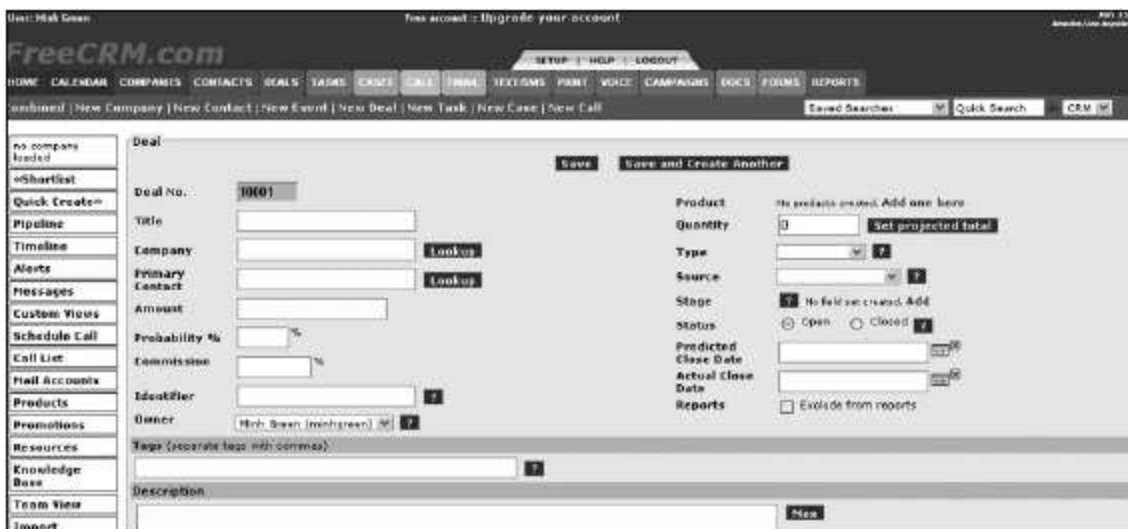 User: Minh Green
Free account :: Upgrade your account
FreeCRM.com
SETUP | HELP | LOGOUT
HOME CALENDAR COMPANIES CONTACTS DEALS TASKS CASES CALL EMAIL TEXT/SMS PRINT VOICE CAMPAIGNS DOCS FORMS REPORTS
ombined | New Company | New Contact | New Event | New Deal | New Task | New Case | New Call
Saved Searches Quick Search CRM
no company loaded
«Shortlist
Quick Create»
Pipeline
Timeline
Alerts
Messages
Custom Views
Schedule Call
Call List
Mail Accounts
Products
Promotions
Resources
Knowledge Base
Team View
Import
Deal
Save Save and Create Another
Deal No. 10001
Title
Company Lookup
Primary Contact Lookup
Amount
Probability % %
Commission %
Identifier ?
Owner Minh Green (minhgreen) ?
Product No products created. Add one here
Quantity 0 Set projected total
Type ?
Source ?
Stage ? No field set created. Add
Status Open Closed ?
Predicted Close Date
Actual Close Date
Reports Exclude from reports
Tags (separate tags with commas)
?
Description
Max